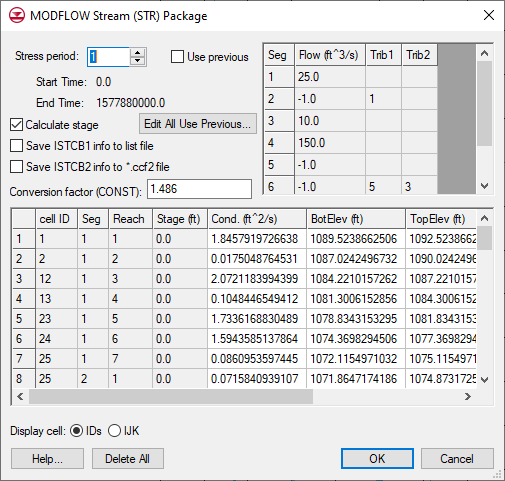 MODFLOW Stream (STR) Package
Stress period: 1 Use previous
Start Time: 0.0
End Time: 1577880000.0
Calculate stage Edit All Use Previous...
Save ISTCB1 info to list file
Save ISTCB2 info to *.ccf2 file
Conversion factor (CONST): 1.486
Seg Flow (ft^3/s) Trib1 Trib2
1 25.0
2 -1.0 1
3 10.0
4 150.0
5 -1.0
6 -1.0 5 3
cell ID Seg Reach Stage (ft) Cond. (ft^2/s) BotElev (ft) TopElev (ft)
1 1 1 1 0.0 1.8457919726638 1089.5238662506 1092.5238662
2 2 1 2 0.0 0.0175048764531 1087.0242496732 1090.0242496
3 12 1 3 0.0 2.0721183994399 1084.2210157262 1087.2210157
4 13 1 4 0.0 0.1048446549412 1081.3006152856 1084.3006152
5 23 1 5 0.0 1.7336168830489 1078.8343153295 1081.8343153
6 24 1 6 0.0 1.5943585137864 1074.3698294506 1077.3698294
7 25 1 7 0.0 0.0860953597445 1072.1154971032 1075.1154971
8 25 2 1 0.0 0.0715840939107 1071.8647174186 1074.8731725
Display cell: IDs IJK
Help... Delete All OK Cancel